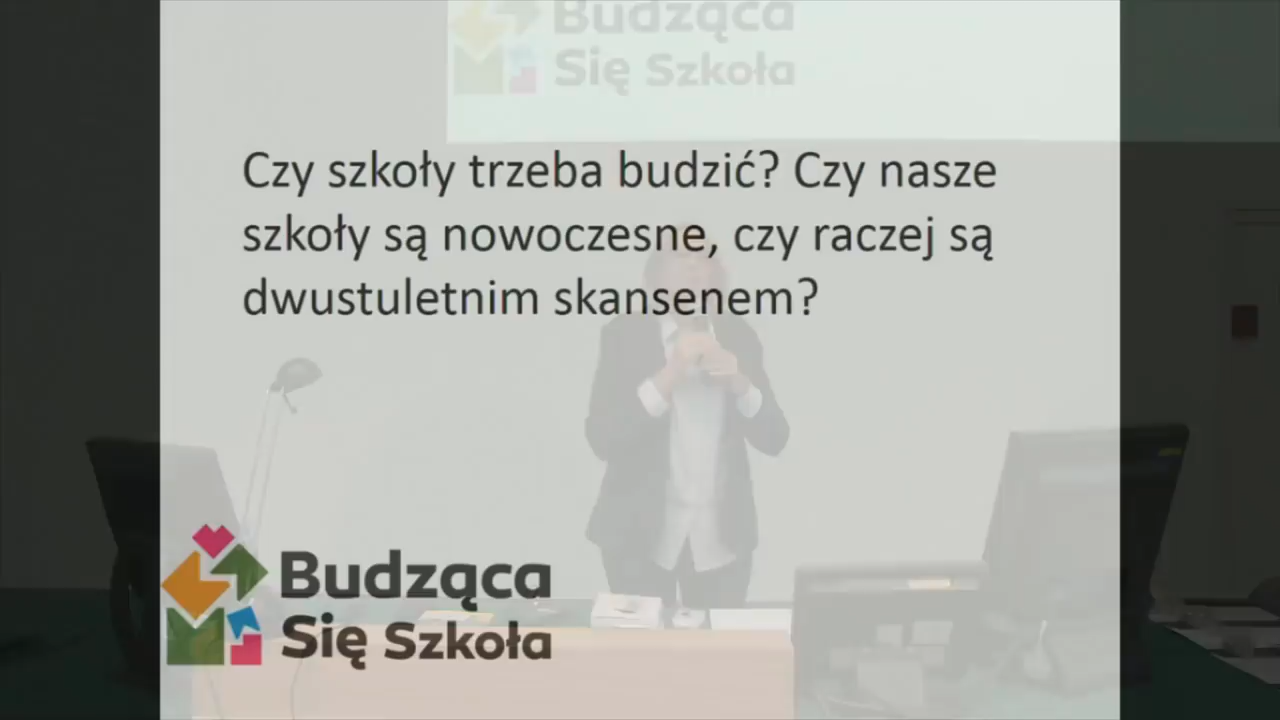 Budząca
Się Szkoła
Czy szkoły trzeba budzić? Czy nasze
szkoły są nowoczesne, czy raczej są
dwustuletnim skansenem?
Budząca
Się Szkoła